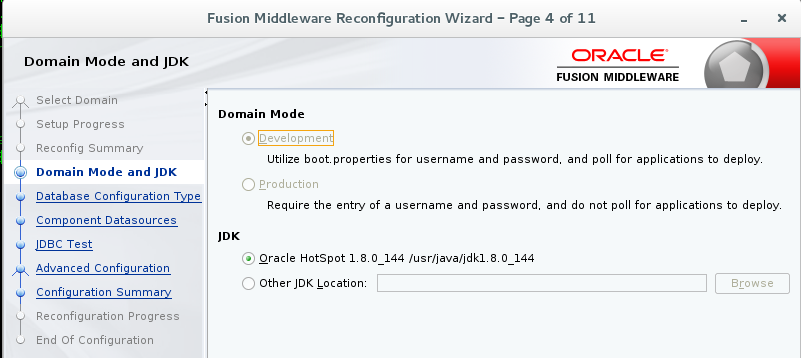 Fusion Middleware Reconfiguration Wizard – Page 4 of 11
Domain Mode and JDK
ORACLE
FUSION MIDDLEWARE
Select Domain
Setup Progress
Reconfig Summary
Domain Mode and JDK
Database Configuration Type
Component Datasources
JDBC Test
Advanced Configuration
Configuration Summary
Reconfiguration Progress
End Of Configuration
Domain Mode
Development
Utilize boot.properties for username and password, and poll for applications to deploy.
Production
Require the entry of a username and password, and do not poll for applications to deploy.
JDK
Oracle HotSpot 1.8.0_144 /usr/java/jdk1.8.0_144
Other JDK Location:
Browse